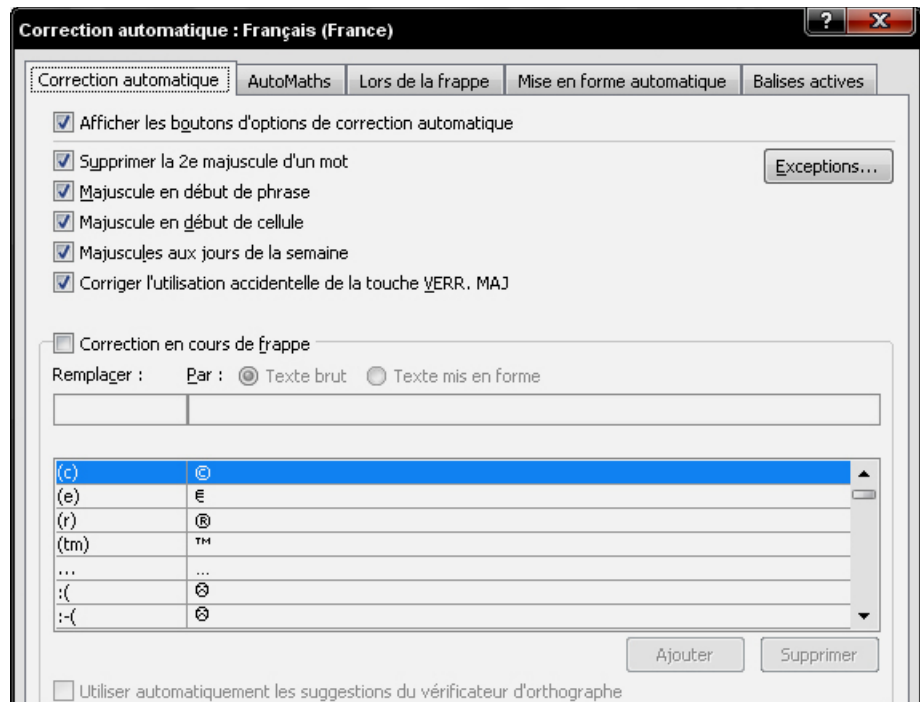 Correction automatique : Français (France)
Correction automatique AutoMaths Lors de la frappe Mise en forme automatique Balises actives
Afficher les boutons d'options de correction automatique
Supprimer la 2e majuscule d'un mot
Exceptions...
Majuscule en début de phrase
Majuscule en début de cellule
Majuscules aux jours de la semaine
Corriger l'utilisation accidentelle de la touche VERR. MAJ
Correction en cours de frappe
Remplacer : Par : Texte brut Texte mis en forme
(c) ©
(e) €
(r) ®
(tm) ™
... ...
:( ☹
:-( ☹
Ajouter Supprimer
Utiliser automatiquement les suggestions du vérificateur d'orthographe